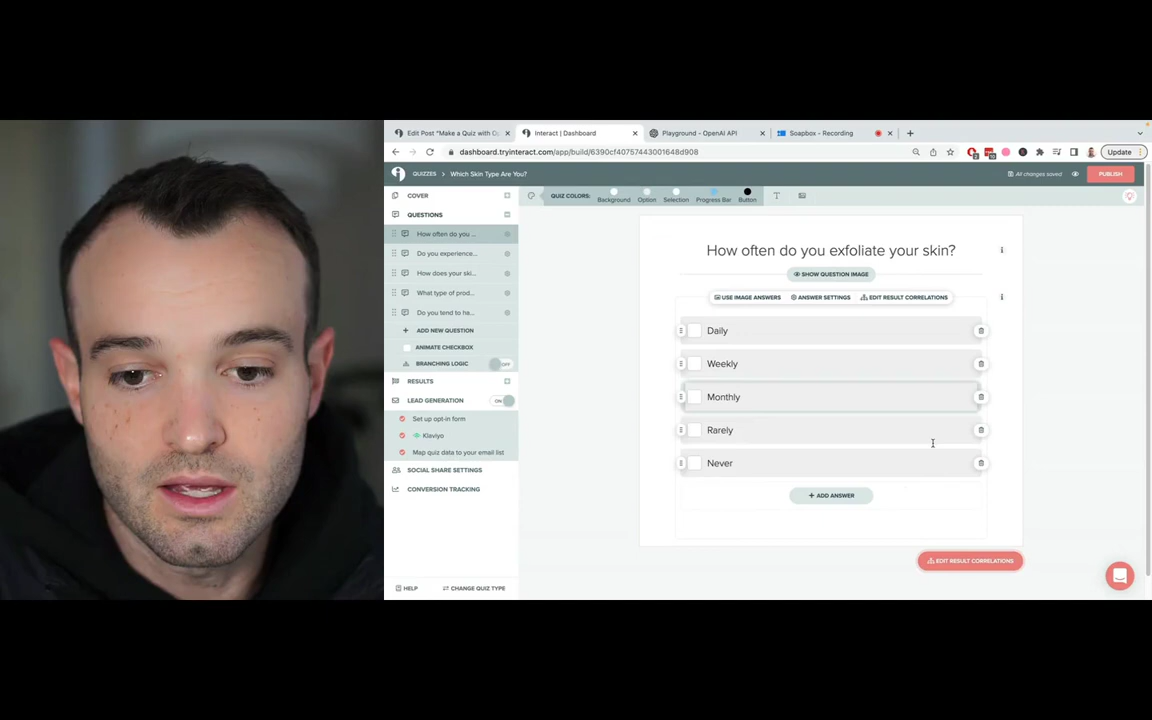 Edit Post "Make a Quiz with Op
Interact | Dashboard
Playground - OpenAI API
Soapbox - Recording
dashboard.tryinteract.com/app/build/6390cf40757443001648d908
Update
QUIZZES > Which Skin Type Are You?
All changes saved
PUBLISH
COVER
QUIZ COLORS:
Background
Option
Selection
Progress Bar
Button
QUESTIONS
How often do you ...
Do you experience...
How does your ski...
What type of prod...
Do you tend to ha...
ADD NEW QUESTION
ANIMATE CHECKBOX
BRANCHING LOGIC
OFF
RESULTS
LEAD GENERATION
ON
Set up opt-in form
Klaviyo
Map quiz data to your email list
SOCIAL SHARE SETTINGS
CONVERSION TRACKING
HELP
CHANGE QUIZ TYPE
How often do you exfoliate your skin?
SHOW QUESTION IMAGE
USE IMAGE ANSWERS
ANSWER SETTINGS
EDIT RESULT CORRELATIONS
Daily
Weekly
Monthly
Rarely
Never
+ ADD ANSWER
EDIT RESULT CORRELATIONS